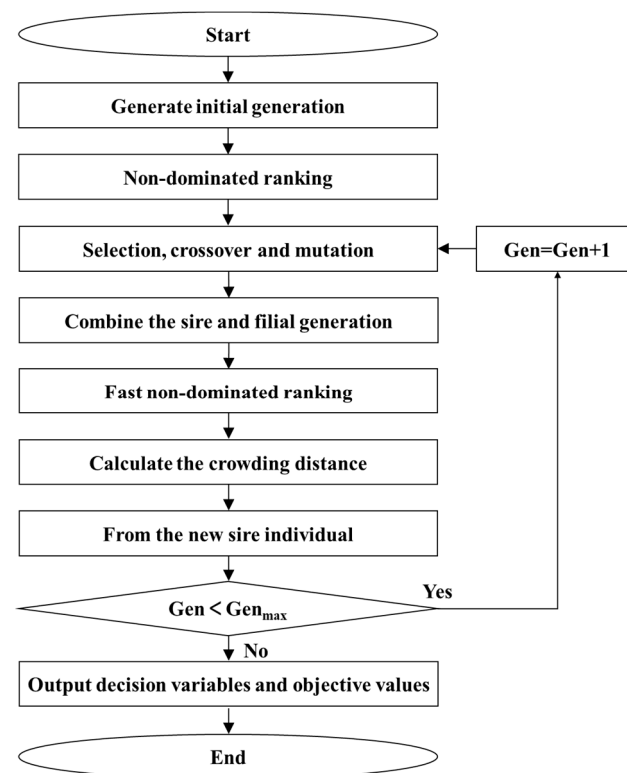 Start
Generate initial generation
Non-dominated ranking
Selection, crossover and mutation
Gen=Gen+1
Combine the sire and filial generation
Fast non-dominated ranking
Calculate the crowding distance
From the new sire individual
Yes
Gen < Genmax
No
Output decision variables and objective values
End